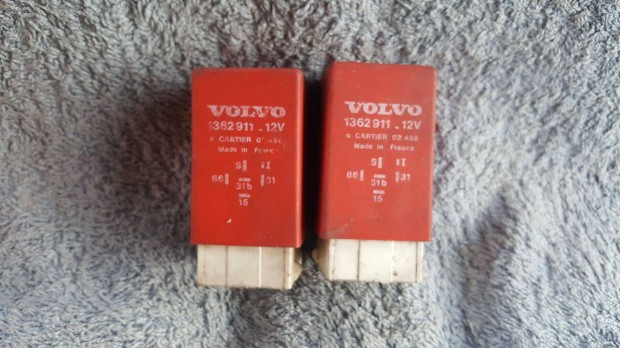 VOLVO
1362911 - 12V
CARTIER 02
Made in France
S I
86 31b 31
15
VOLVO
1362911 - 12V
CARTIER 02
Made in France
S I
86 31b 31
15